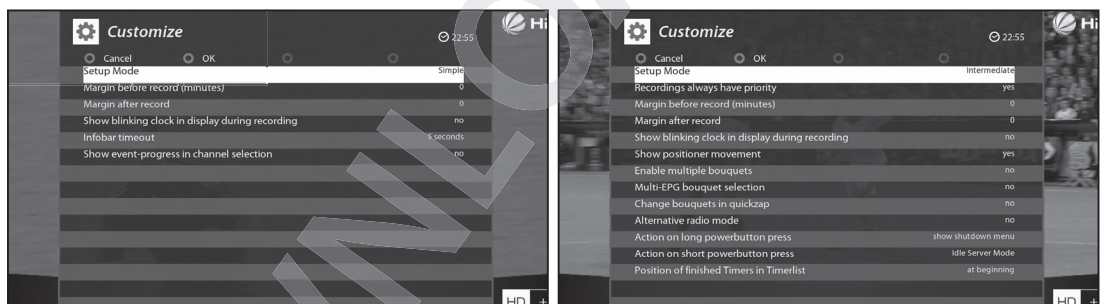 Customize
22:55
Hi
Cancel OK
Setup Mode Simple
Margin before record (minutes) 0
Margin after record 0
Show blinking clock in display during recording no
Infobar timeout 5 seconds
Show event-progress in channel selection no
HD +
Customize
22:55
Hi
Cancel OK
Setup Mode Intermediate
Recordings always have priority yes
Margin before record (minutes) 0
Margin after record 0
Show blinking clock in display during recording no
Show positioner movement yes
Enable multiple bouquets no
Multi-EPG bouquet selection no
Change bouquets in quickzap no
Alternative radio mode no
Action on long powerbutton press show shutdown menu
Action on short powerbutton press Idle Server Mode
Position of finished Timers in Timerlist at beginning
HD +